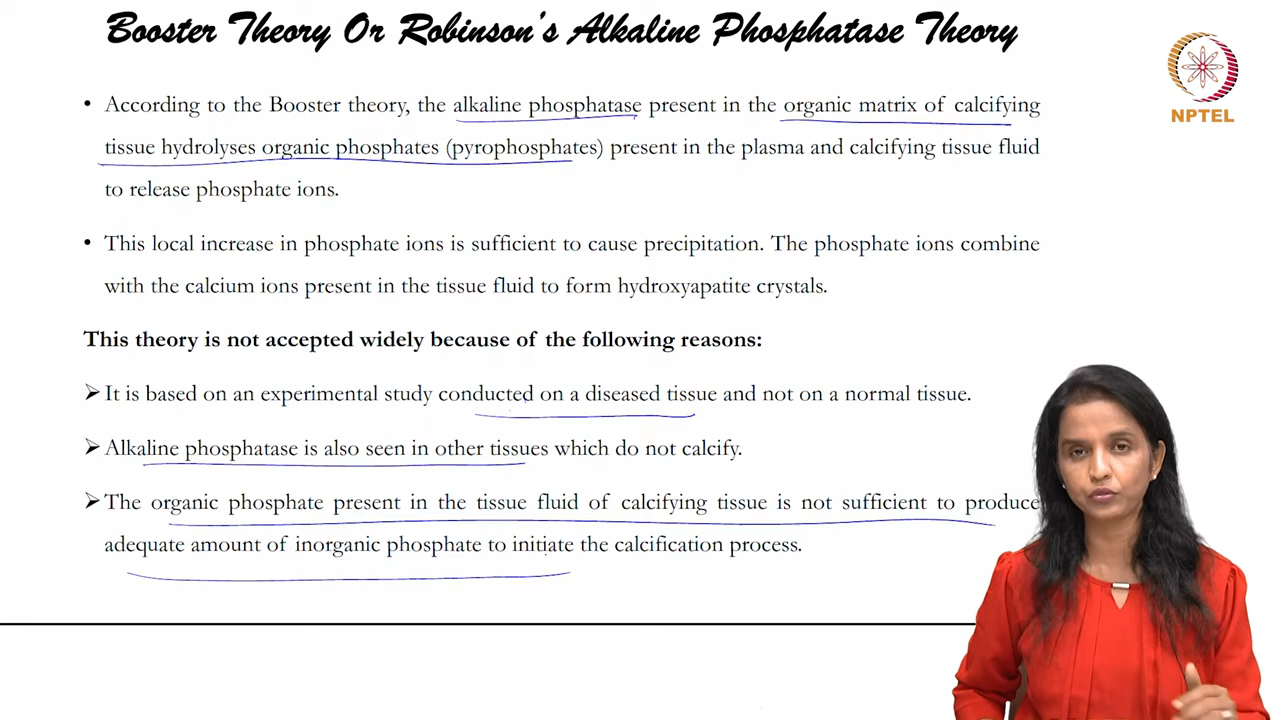 Booster Theory Or Robinson's Alkaline Phosphatase Theory
NPTEL
• According to the Booster theory, the alkaline phosphatase present in the organic matrix of calcifying
tissue hydrolyses organic phosphates (pyrophosphates) present in the plasma and calcifying tissue fluid
to release phosphate ions.
• This local increase in phosphate ions is sufficient to cause precipitation. The phosphate ions combine
with the calcium ions present in the tissue fluid to form hydroxyapatite crystals.
This theory is not accepted widely because of the following reasons:
➢ It is based on an experimental study conducted on a diseased tissue and not on a normal tissue.
➢ Alkaline phosphatase is also seen in other tissues which do not calcify.
➢ The organic phosphate present in the tissue fluid of calcifying tissue is not sufficient to produce
adequate amount of inorganic phosphate to initiate the calcification process.